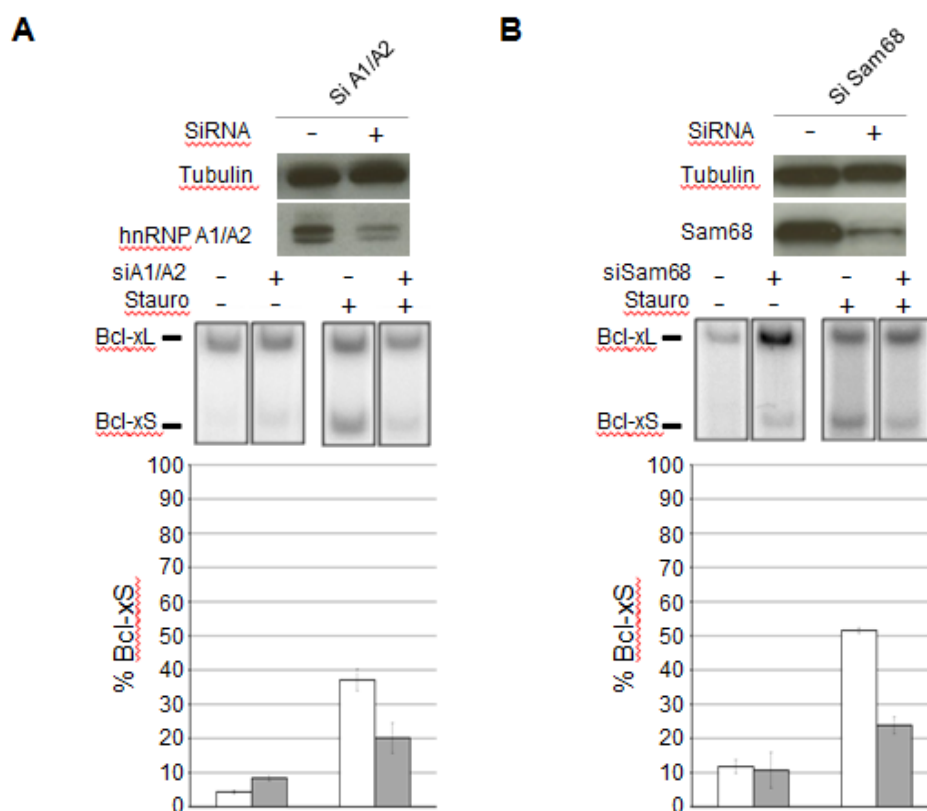 A
Si A1/A2
SiRNA - +
Tubulin
hnRNP A1/A2
siA1/A2 - + - +
Stauro - - + +
Bcl-xL
Bcl-xS
100
90
80
70
60
50
40
30
20
10
0
% Bcl-xS
B
Si Sam68
SiRNA - +
Tubulin
Sam68
siSam68 - + - +
Stauro - - + +
Bcl-xL
Bcl-xS
100
90
80
70
60
50
40
30
20
10
0
% Bcl-xS